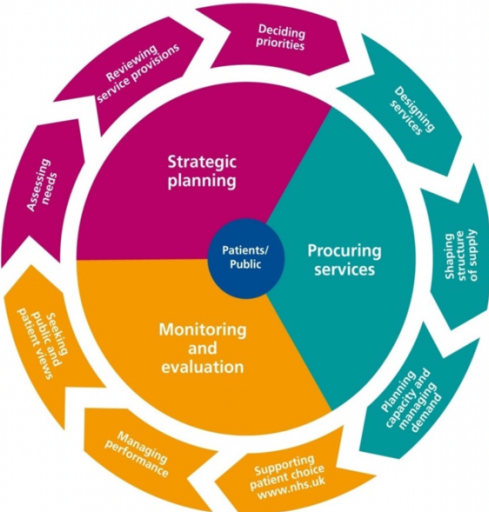 Deciding
priorities
Designing
services
Shaping
structure
of supply
Planning
capacity and
managing
demand
Supporting
patient choice
www.nhs.uk
Managing
performance
Seeking
public and
patient views
Assessing
needs
Reviewing
service provisions
Strategic
planning
Procuring
services
Monitoring
and
evaluation
Patients/
Public